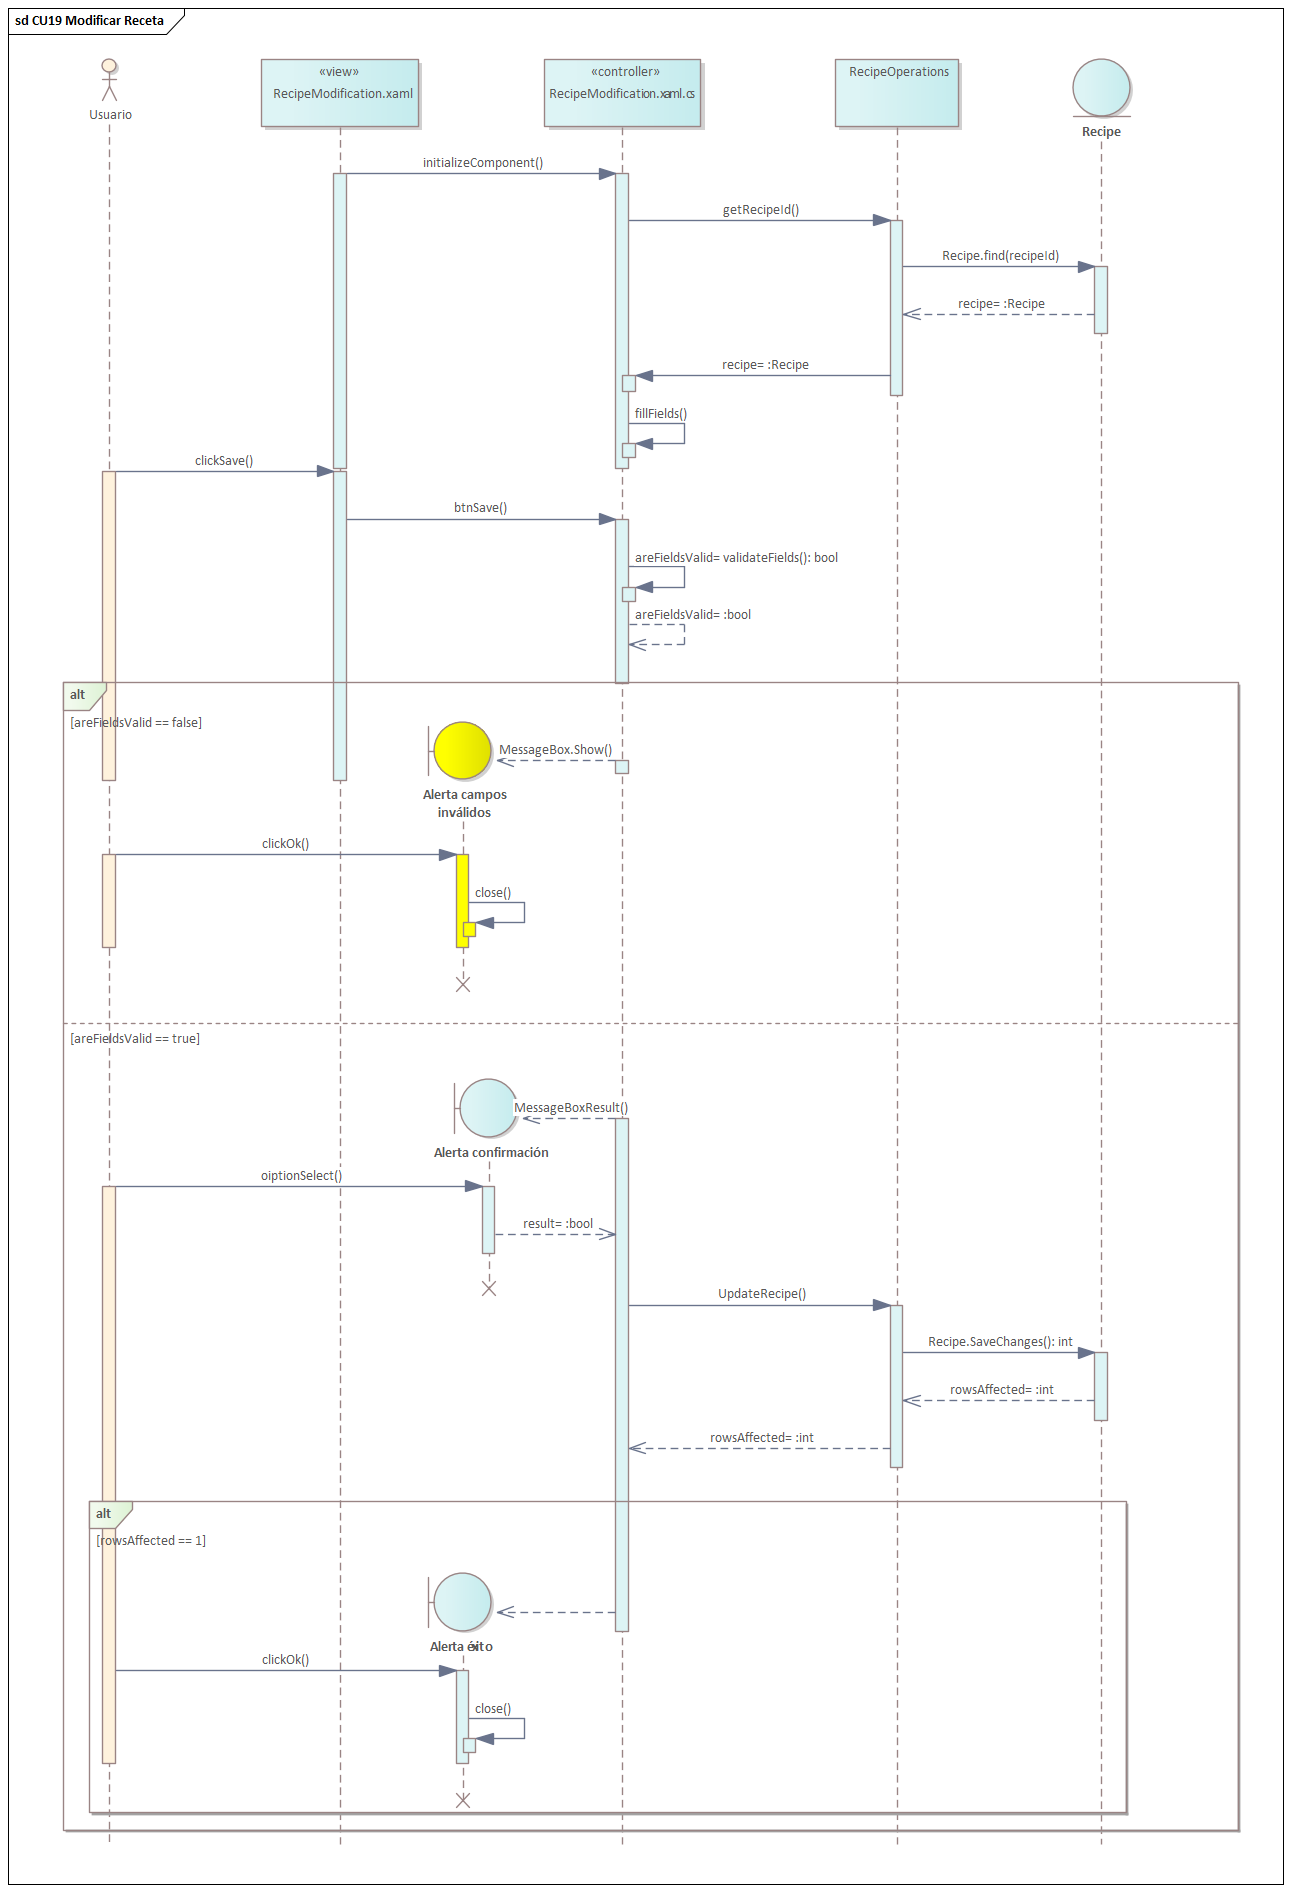 sd CU19 Modificar Receta
Usuario
«view»
RecipeModification.xaml
«controller»
RecipeModification.xaml.cs
RecipeOperations
Recipe
initializeComponent()
getRecipeId()
Recipe.find(recipeId)
recipe= :Recipe
recipe= :Recipe
fillFields()
clickSave()
btnSave()
areFieldsValid= validateFields(): bool
areFieldsValid= :bool
alt
[areFieldsValid == false]
MessageBox.Show()
Alerta campos
inválidos
clickOk()
close()
[areFieldsValid == true]
MessageBoxResult()
Alerta confirmación
oiptionSelect()
result= :bool
UpdateRecipe()
Recipe.SaveChanges(): int
rowsAffected= :int
rowsAffected= :int
alt
[rowsAffected == 1]
Alerta éxito
clickOk()
close()